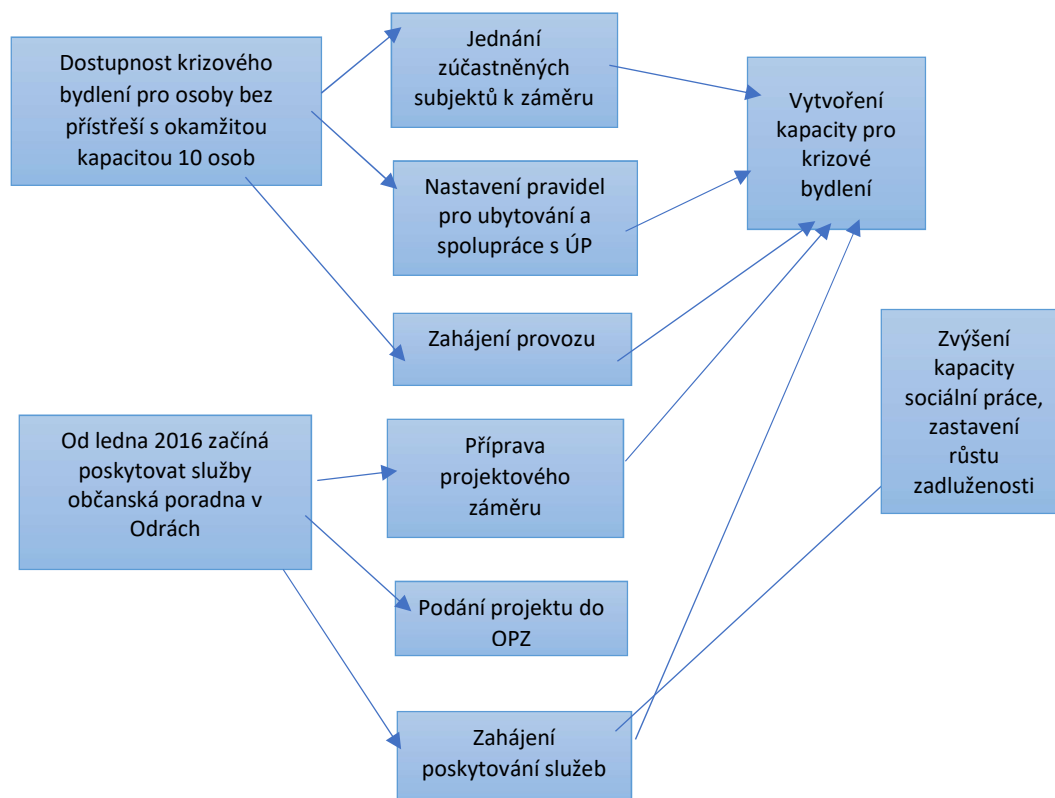 Dostupnost krizového
bydlení pro osoby bez
přístřeší s okamžitou
kapacitou 10 osob
Jednání
zúčastněných
subjektů k záměru
Vytvoření
kapacity pro
krizové
bydlení
Nastavení pravidel
pro ubytování a
spolupráce s ÚP
Zahájení provozu
Zvýšení
kapacity
sociální práce,
zastavení
růstu
zadluženosti
Od ledna 2016 začíná
poskytovat služby
občanská poradna v
Odrách
Příprava
projektového
záměru
Podání projektu do
OPZ
Zahájení
poskytování služeb